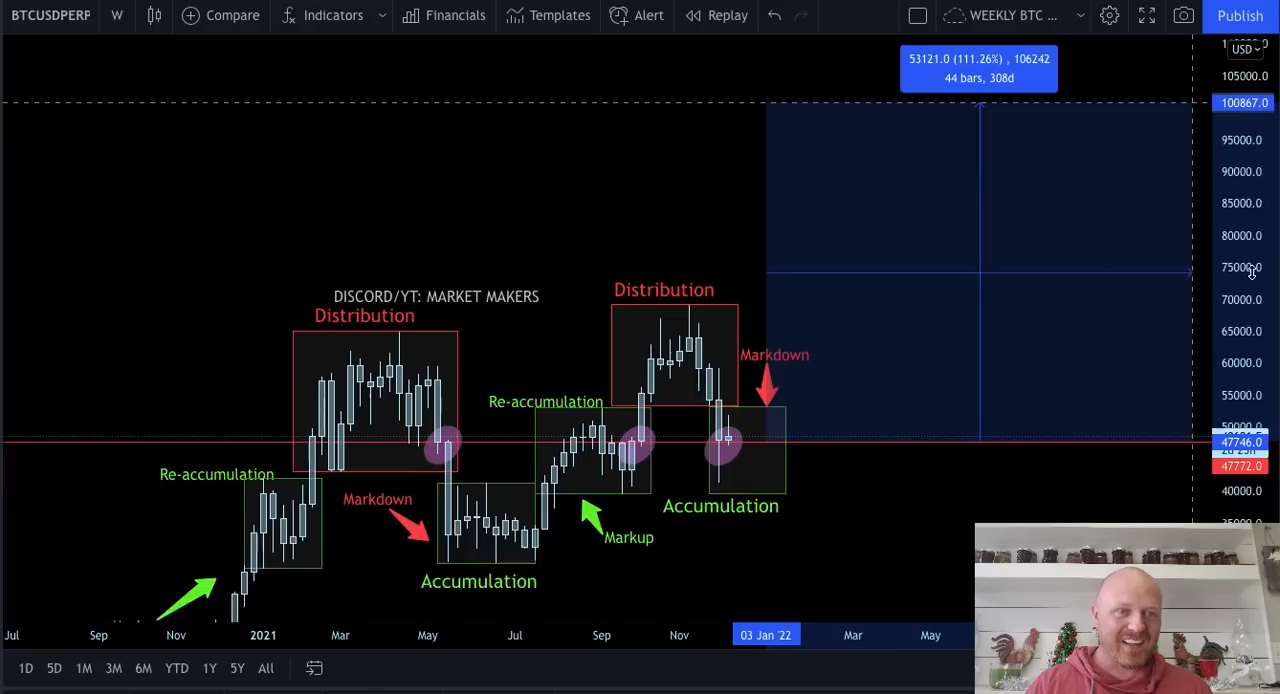 BTCUSDPERP W Compare Indicators Financials Templates Alert Replay WEEKLY BTC ... Publish
USD
53121.0 (111.26%) , 106242
44 bars, 308d
105000.0
100867.0
95000.0
90000.0
85000.0
80000.0
75000.0
70000.0
65000.0
60000.0
55000.0
50000.0
47746.0
2d 23h
47772.0
40000.0
DISCORD/YT: MARKET MAKERS
Distribution
Distribution
Markdown
Re-accumulation
Re-accumulation
Markdown
Accumulation
Markup
Accumulation
Jul Sep Nov 2021 Mar May Jul Sep Nov 03 Jan '22 Mar May
1D 5D 1M 3M 6M YTD 1Y 5Y All